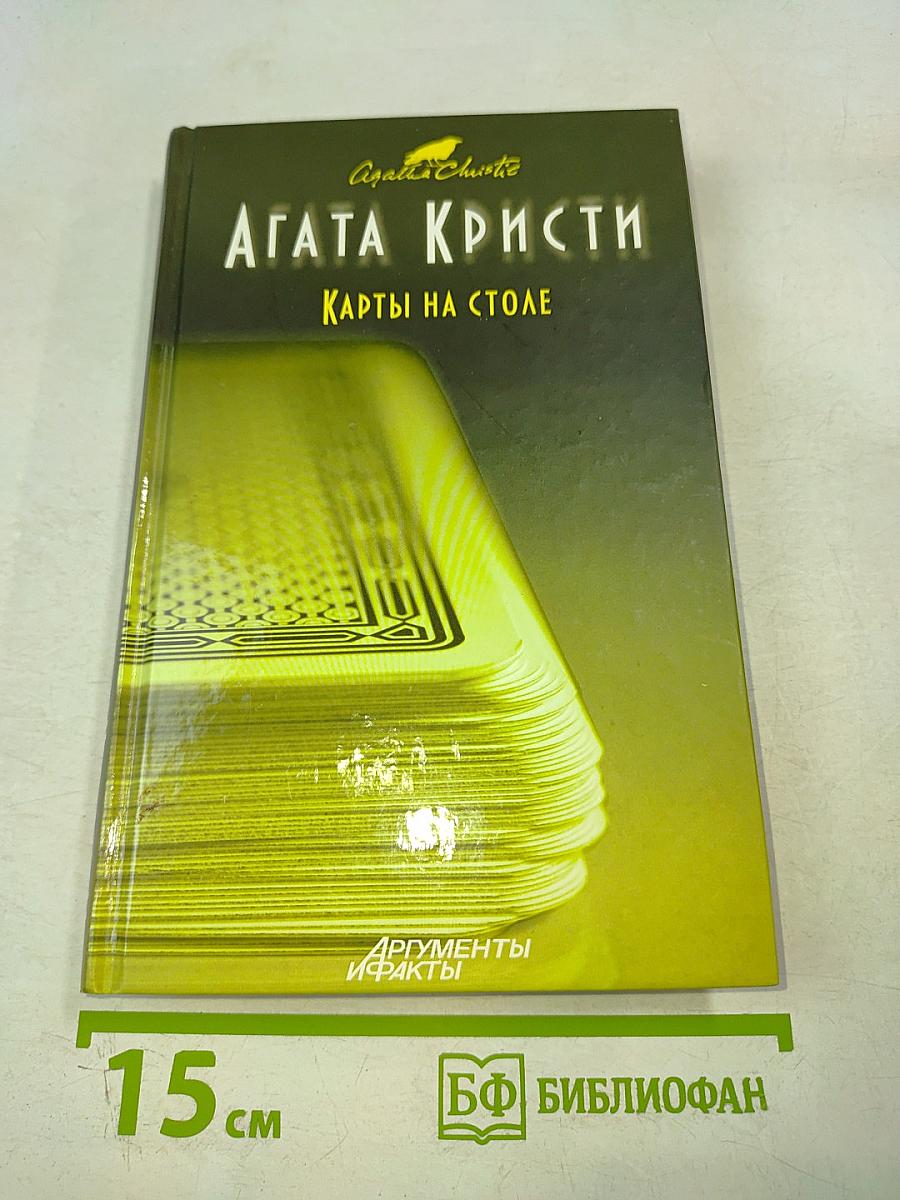 Agatha Christie
АГАТА КРИСТИ
КАРТЫ НА СТОЛЕ
АРГУМЕНТЫ
И ФАКТЫ
15 см
БФ БИБЛИОФАН